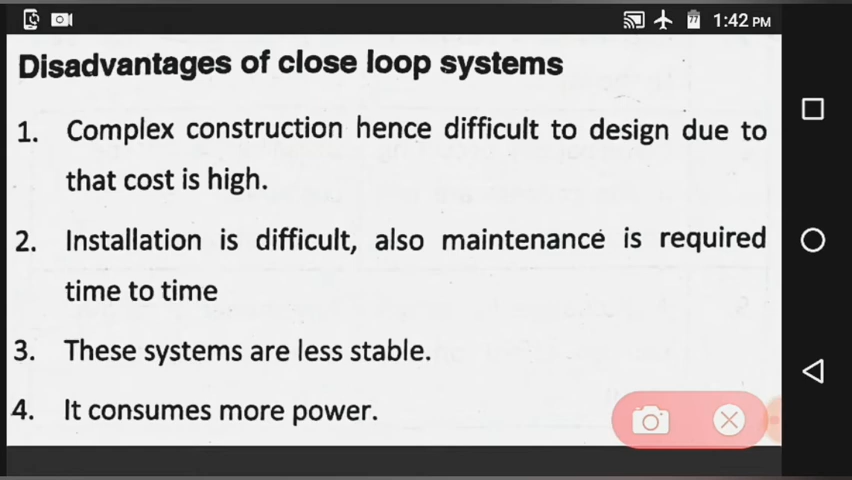 77 1:42 PM
Disadvantages of close loop systems
1. Complex construction hence difficult to design due to
that cost is high.
2. Installation is difficult, also maintenance is required
time to time
3. These systems are less stable.
4. It consumes more power.